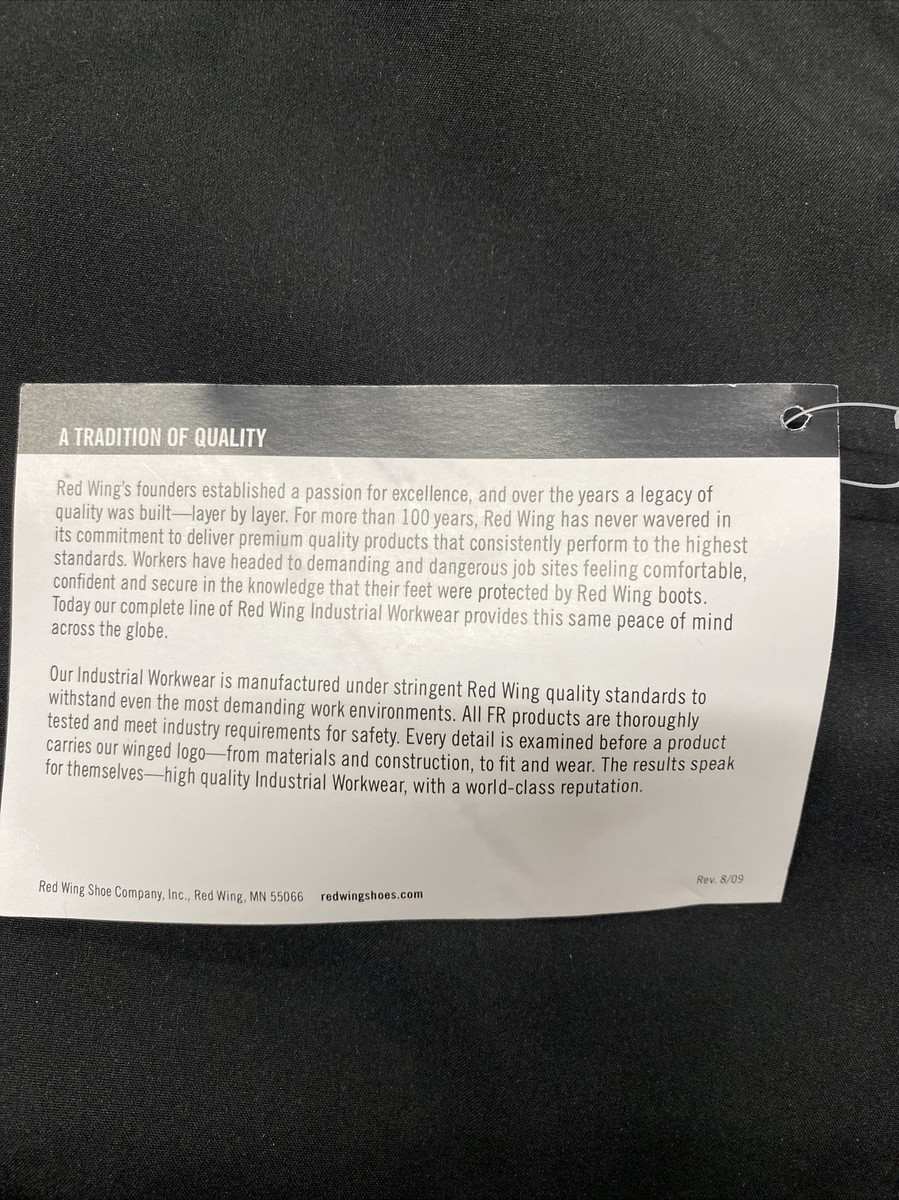 A TRADITION OF QUALITY
Red Wing's founders established a passion for excellence, and over the years a legacy of
quality was built—layer by layer. For more than 100 years, Red Wing has never wavered in
its commitment to deliver premium quality products that consistently perform to the highest
standards. Workers have headed to demanding and dangerous job sites feeling comfortable,
confident and secure in the knowledge that their feet were protected by Red Wing boots.
Today our complete line of Red Wing Industrial Workwear provides this same peace of mind
across the globe.
Our Industrial Workwear is manufactured under stringent Red Wing quality standards to
withstand even the most demanding work environments. All FR products are thoroughly
tested and meet industry requirements for safety. Every detail is examined before a product
carries our winged logo—from materials and construction, to fit and wear. The results speak
for themselves—high quality Industrial Workwear, with a world-class reputation.
Rev. 8/09
Red Wing Shoe Company, Inc., Red Wing, MN 55066 redwingshoes.com